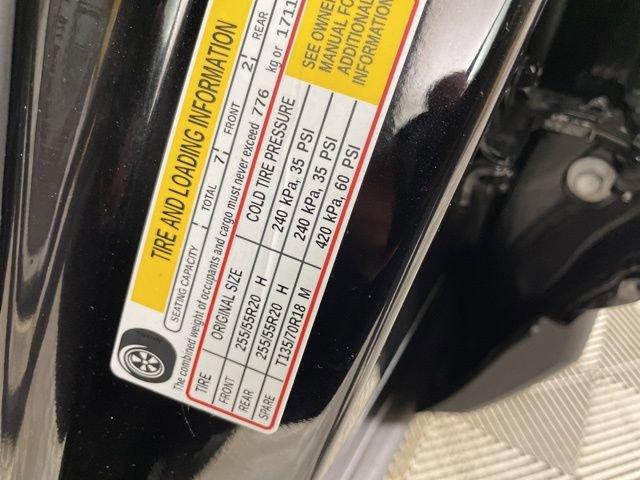 TIRE AND LOADING INFORMATION
SEATING CAPACITY TOTAL 7 FRONT 2 REAR
The combined weight of occupants and cargo must never exceed 776 kg or 1711
TIRE ORIGINAL SIZE COLD TIRE PRESSURE
FRONT 255/55R20 H 240 kPa, 35 PSI
REAR 255/55R20 H 240 kPa, 35 PSI
SPARE T135/70R18 M 420 kPa, 60 PSI
SEE OWNER
MANUAL FO
ADDITIONAL
INFORMATION